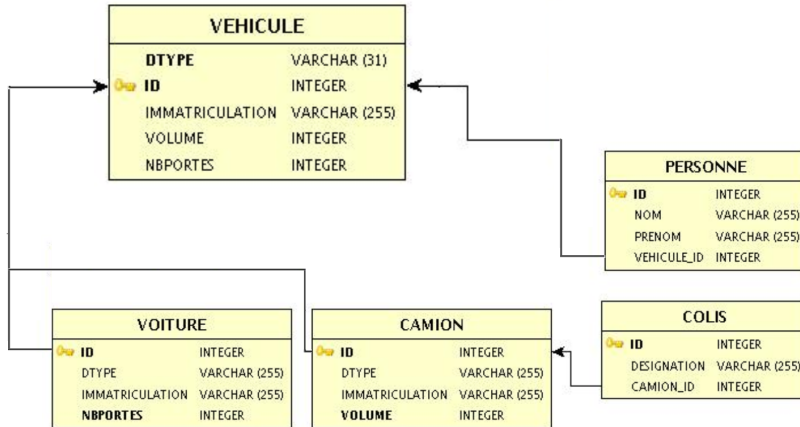 VEHICULE
DTYPE VARCHAR (31)
ID INTEGER
IMMATRICULATION VARCHAR (255)
VOLUME INTEGER
NBPORTES INTEGER
PERSONNE
ID INTEGER
NOM VARCHAR (255)
PRENOM VARCHAR (255)
VEHICULE_ID INTEGER
VOITURE
ID INTEGER
DTYPE VARCHAR (255)
IMMATRICULATION VARCHAR (255)
NBPORTES INTEGER
CAMION
ID INTEGER
DTYPE VARCHAR (255)
IMMATRICULATION VARCHAR (255)
VOLUME INTEGER
COLIS
ID INTEGER
DESIGNATION VARCHAR (255)
CAMION_ID INTEGER